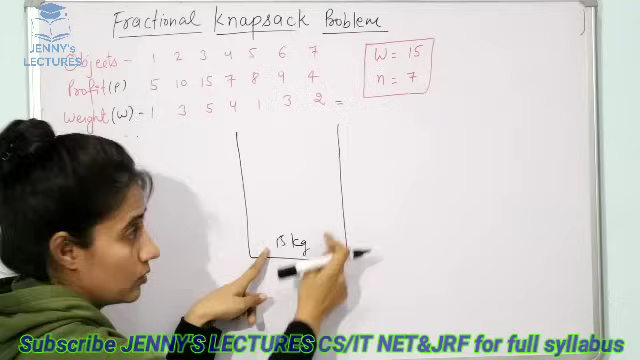 Fractional Knapsack Problem
JENNY's
LECTURES
Objects - 1 2 3 4 5 6 7
Profit (P) 5 10 15 7 8 9 4
Weight (W) - 1 3 5 4 1 3 2 =
W = 15
n = 7
15 kg
Subscribe JENNY'S LECTURES CS/IT NET&JRF for full syllabus